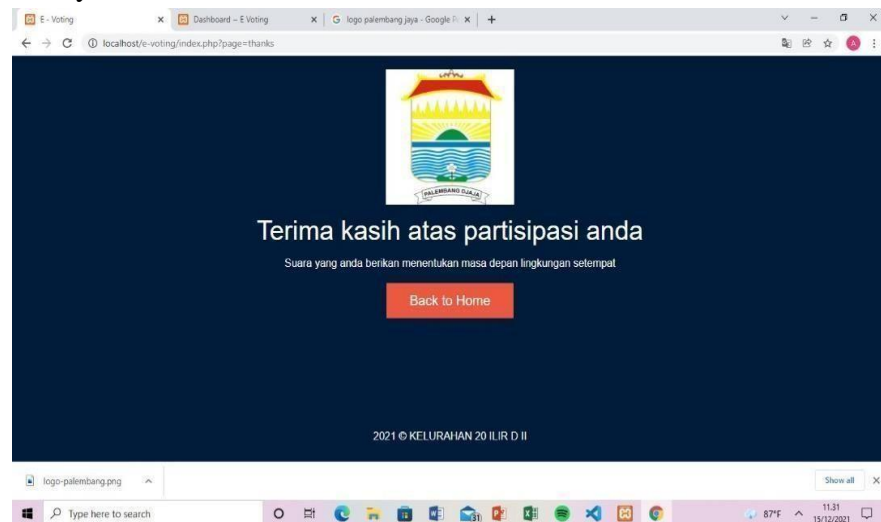 E - Voting
Dashboard – E Voting
logo palembang jaya - Google P
localhost/e-voting/index.php?page=thanks
PALEMBANG DJAJA
Terima kasih atas partisipasi anda
Suara yang anda berikan menentukan masa depan lingkungan setempat
Back to Home
2021 © KELURAHAN 20 ILIR D II
logo-palembang.png
Show all
Type here to search
87°F
11.31
15/12/2021